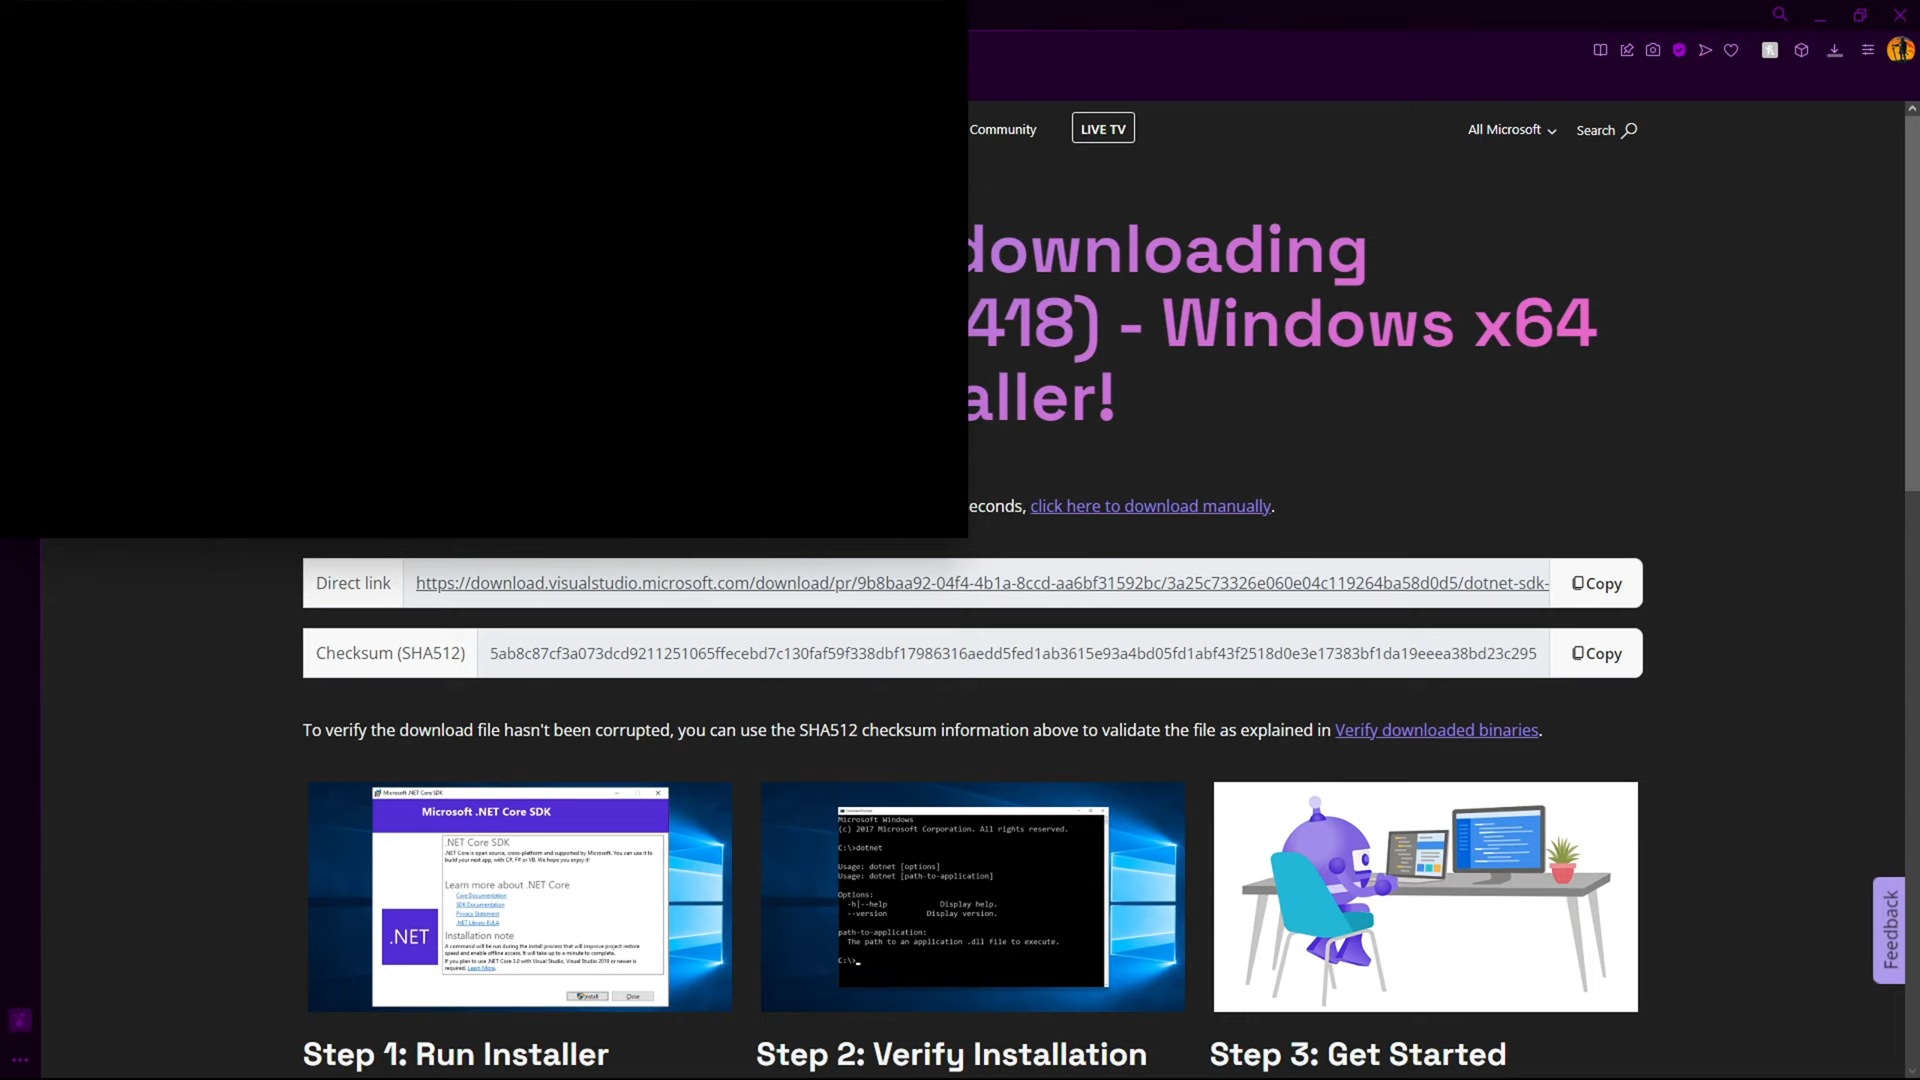 Community
LIVE TV
All Microsoft
Search
downloading
418) - Windows x64
aller!
econds, click here to download manually.
Direct link
https://download.visualstudio.microsoft.com/download/pr/9b8baa92-04f4-4b1a-8ccd-aa6bf31592bc/3a25c73326e060e04c119264ba58d0d5/dotnet-sdk-
Copy
Checksum (SHA512)
5ab8c87cf3a073dcd9211251065ffecebd7c130faf59f338dbf17986316aedd5fed1ab3615e93a4bd05fd1abf43f2518d0e3e17383bf1da19eeea38bd23c295
Copy
To verify the download file hasn't been corrupted, you can use the SHA512 checksum information above to validate the file as explained in Verify downloaded binaries.
Microsoft .NET Core SDK
Microsoft .NET Core SDK
.NET Core SDK
.NET Core is open source, cross-platform and supported by Microsoft. You can use it to
build your next app, with C#, F# or VB. We hope you enjoy it!
Learn more about .NET Core
Core Documentation
SDK Documentation
Privacy Statement
.NET Library EULA
Installation note
A command will be run during the install process that will improve project restore
speed and enable offline access. It will take up to a minute to complete.
If you plan to use .NET Core 3.0 with Visual Studio, Visual Studio 2019 or newer is
required. Learn More.
.NET
Install
Close
Microsoft Windows
(c) 2017 Microsoft Corporation. All rights reserved.
C:\>dotnet
Usage: dotnet [options]
Usage: dotnet [path-to-application]
Options:
-h|--help Display help.
--version Display version.
path-to-application:
The path to an application .dll file to execute.
C:\>_
Feedback
Step 1: Run Installer
Step 2: Verify Installation
Step 3: Get Started